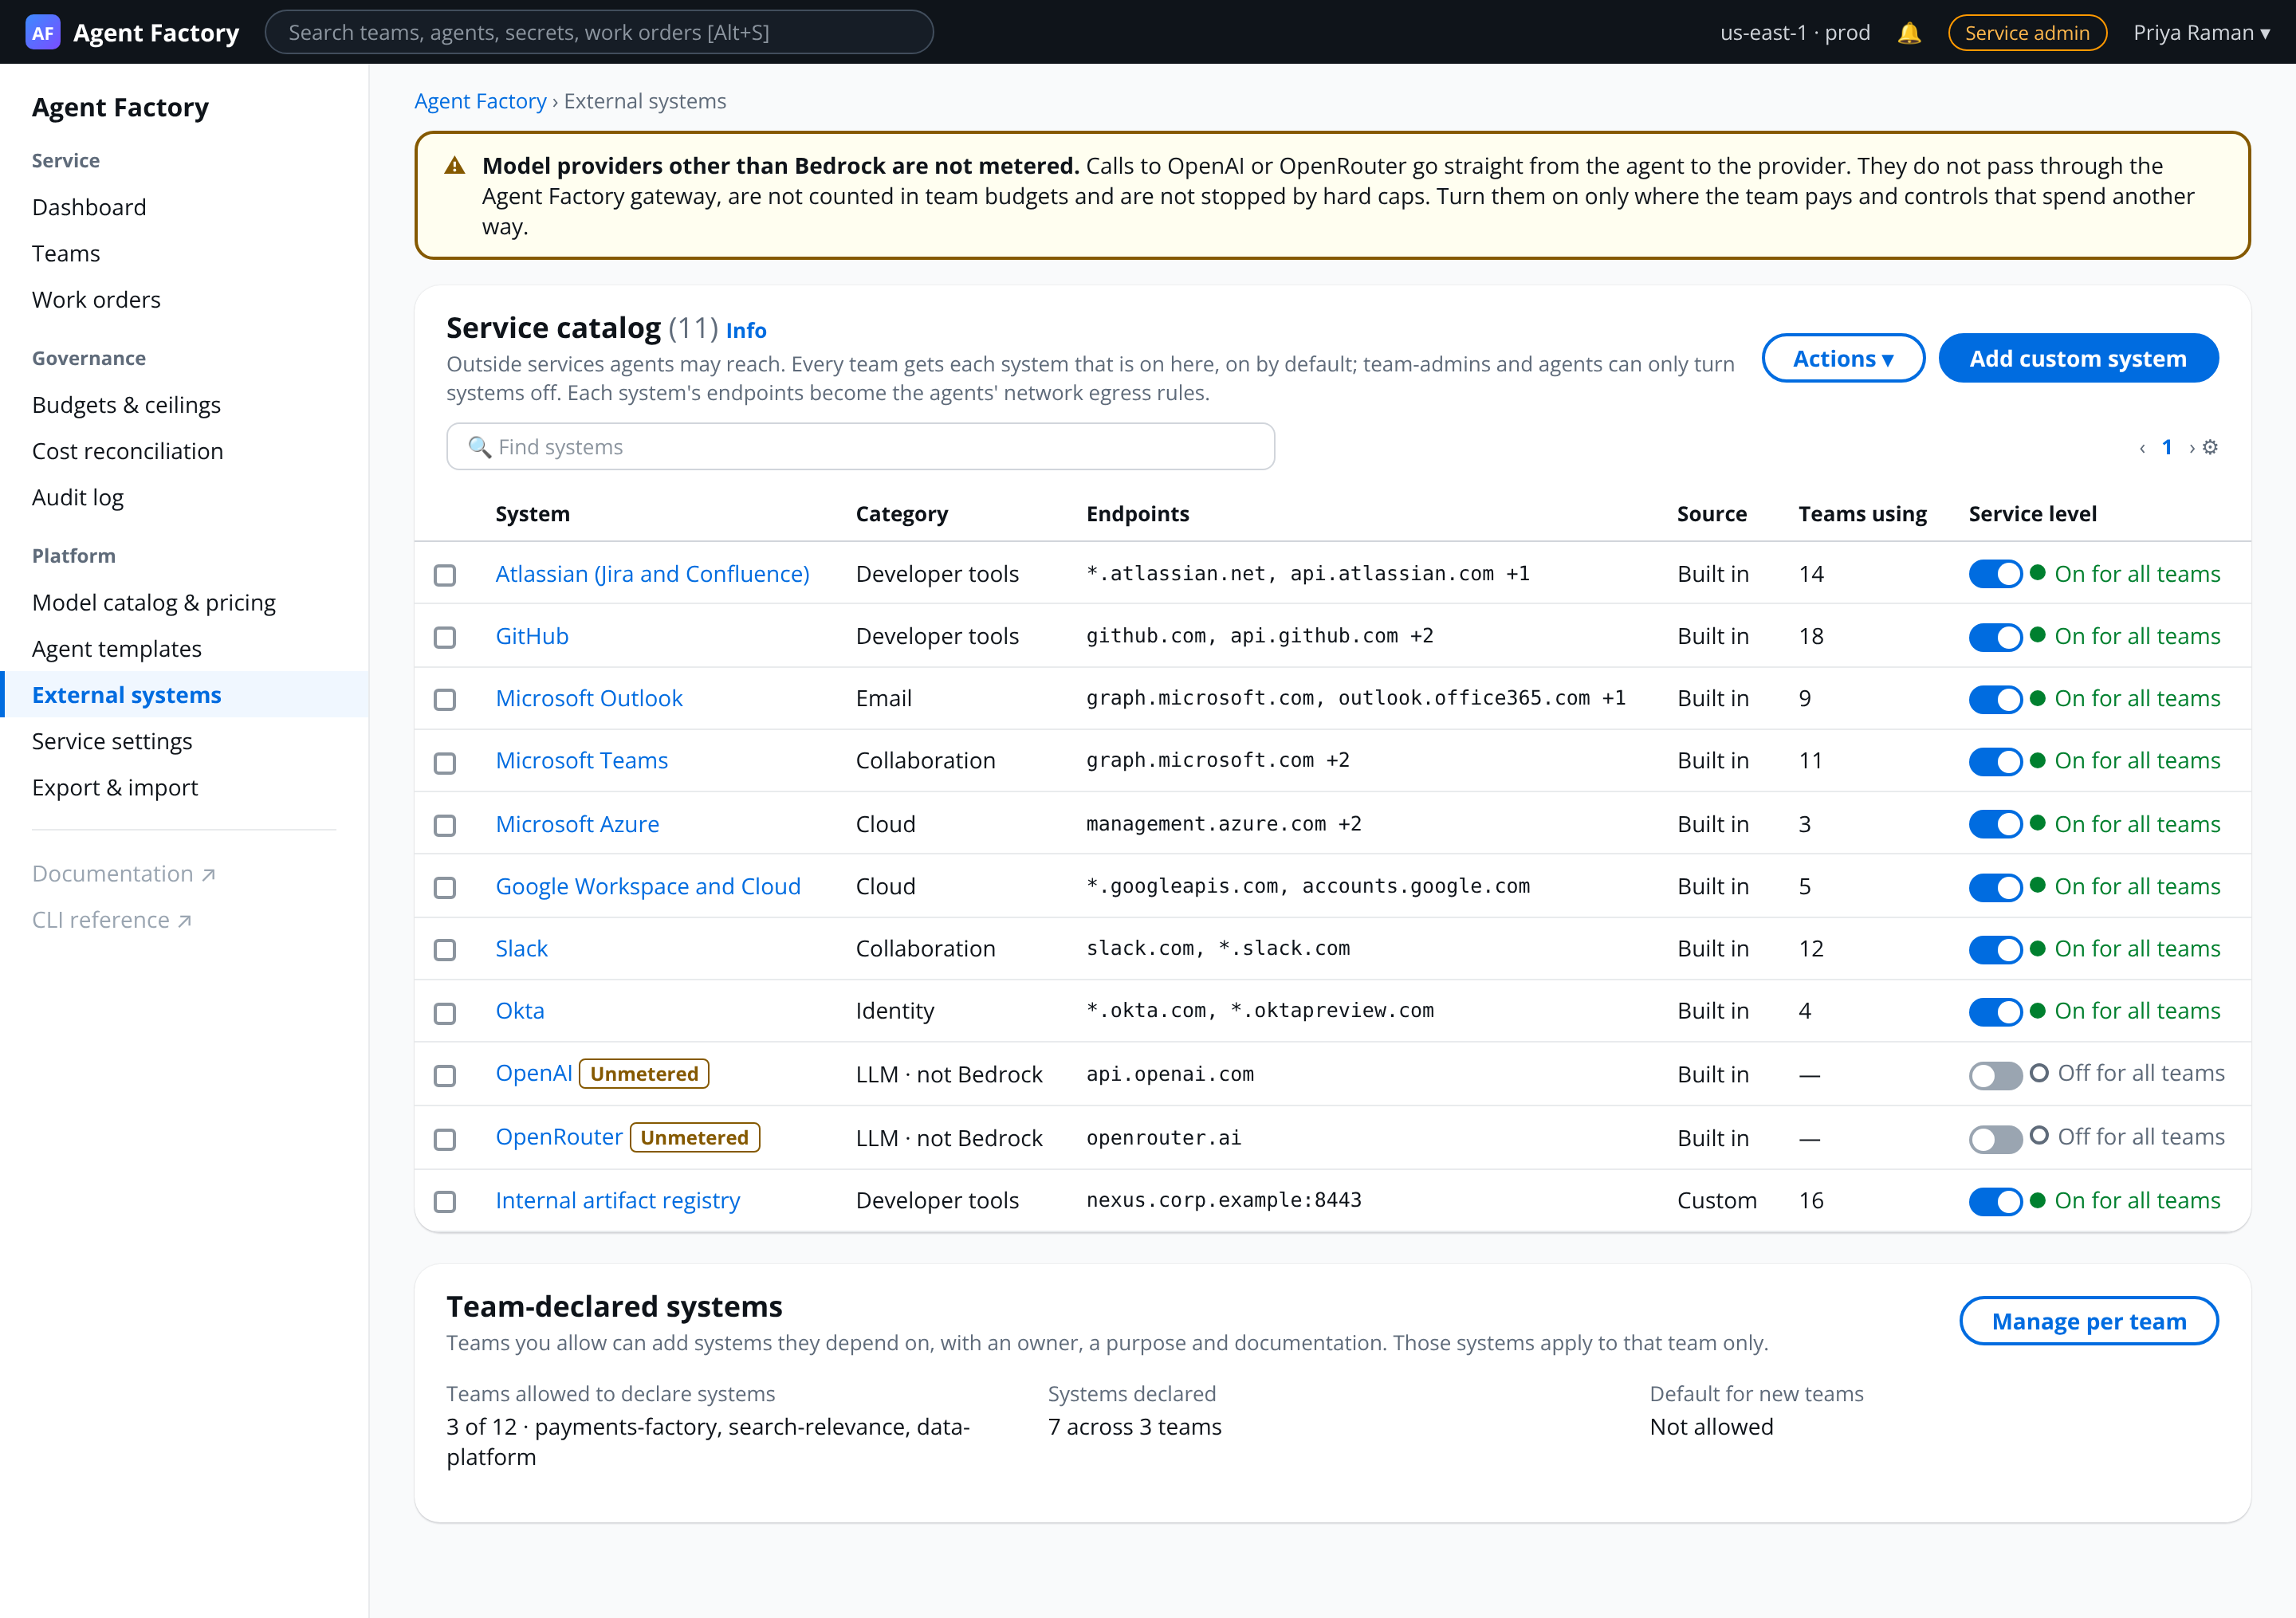 AF Agent Factory
Search teams, agents, secrets, work orders [Alt+S]
us-east-1 · prod
Service admin
Priya Raman ▾
Agent Factory
Service
Dashboard
Teams
Work orders
Governance
Budgets & ceilings
Cost reconciliation
Audit log
Platform
Model catalog & pricing
Agent templates
External systems
Service settings
Export & import
Documentation ↗
CLI reference ↗
Agent Factory › External systems
Model providers other than Bedrock are not metered. Calls to OpenAI or OpenRouter go straight from the agent to the provider. They do not pass through the
Agent Factory gateway, are not counted in team budgets and are not stopped by hard caps. Turn them on only where the team pays and controls that spend another
way.
Service catalog (11) Info
Outside services agents may reach. Every team gets each system that is on here, on by default; team-admins and agents can only turn
systems off. Each system's endpoints become the agents' network egress rules.
Actions ▾
Add custom system
Find systems
‹ 1 ›
System Category Endpoints Source Teams using Service level
Atlassian (Jira and Confluence) Developer tools *.atlassian.net, api.atlassian.com +1 Built in 14 On for all teams
GitHub Developer tools github.com, api.github.com +2 Built in 18 On for all teams
Microsoft Outlook Email graph.microsoft.com, outlook.office365.com +1 Built in 9 On for all teams
Microsoft Teams Collaboration graph.microsoft.com +2 Built in 11 On for all teams
Microsoft Azure Cloud management.azure.com +2 Built in 3 On for all teams
Google Workspace and Cloud Cloud *.googleapis.com, accounts.google.com Built in 5 On for all teams
Slack Collaboration slack.com, *.slack.com Built in 12 On for all teams
Okta Identity *.okta.com, *.oktapreview.com Built in 4 On for all teams
OpenAI Unmetered LLM · not Bedrock api.openai.com Built in — Off for all teams
OpenRouter Unmetered LLM · not Bedrock openrouter.ai Built in — Off for all teams
Internal artifact registry Developer tools nexus.corp.example:8443 Custom 16 On for all teams
Team-declared systems
Teams you allow can add systems they depend on, with an owner, a purpose and documentation. Those systems apply to that team only.
Manage per team
Teams allowed to declare systems
3 of 12 · payments-factory, search-relevance, data-
platform
Systems declared
7 across 3 teams
Default for new teams
Not allowed